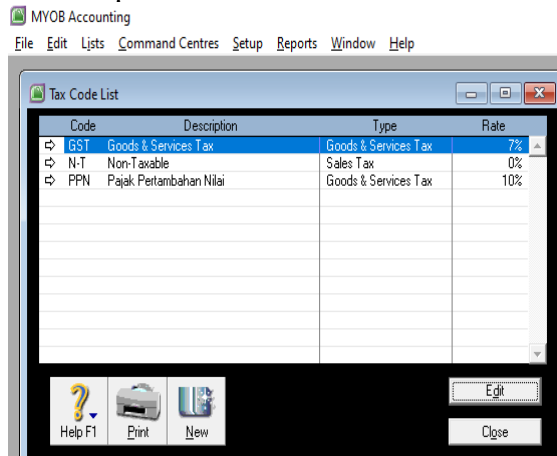 MYOB Accounting
File Edit Lists Command Centres Setup Reports Window Help
Tax Code List
Code Description Type Rate
GST Goods & Services Tax Goods & Services Tax 7%
N-T Non-Taxable Sales Tax 0%
PPN Pajak Pertambahan Nilai Goods & Services Tax 10%
Edit
Help F1 Print New Close